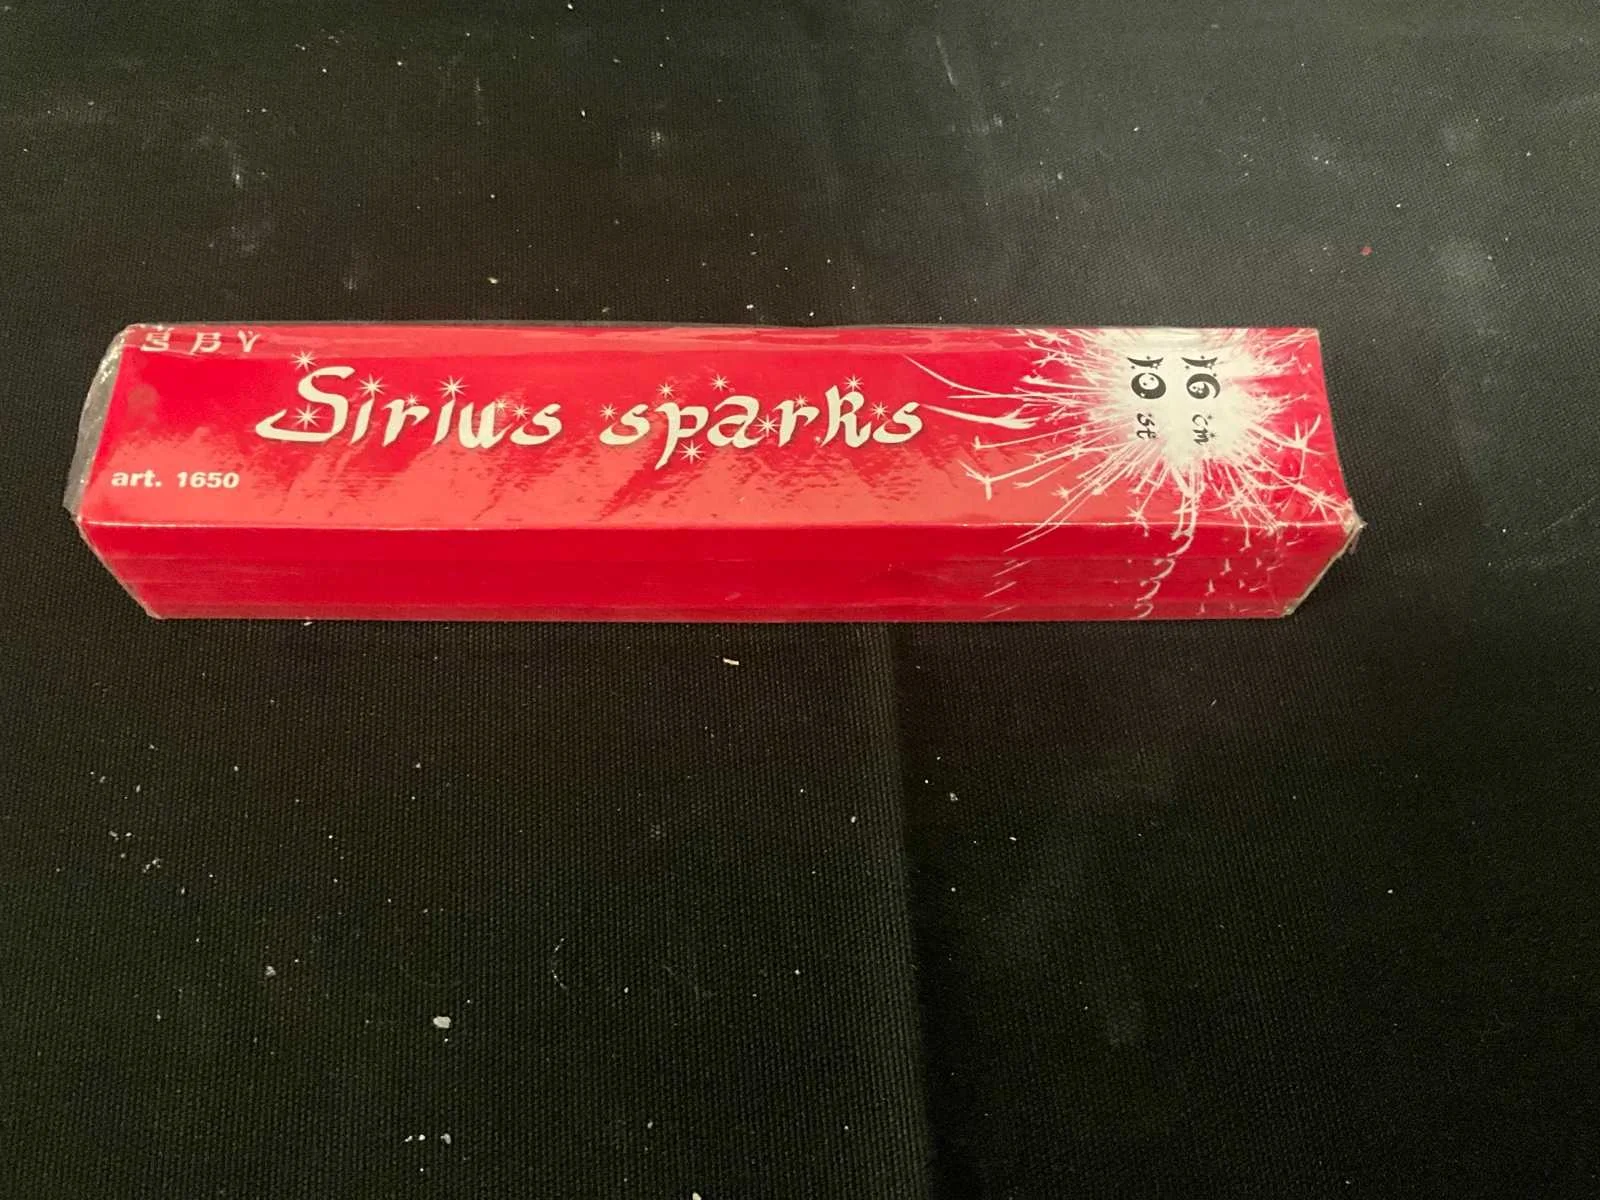 SBV
Sirius sparks
art. 1650
16 cm
10 st